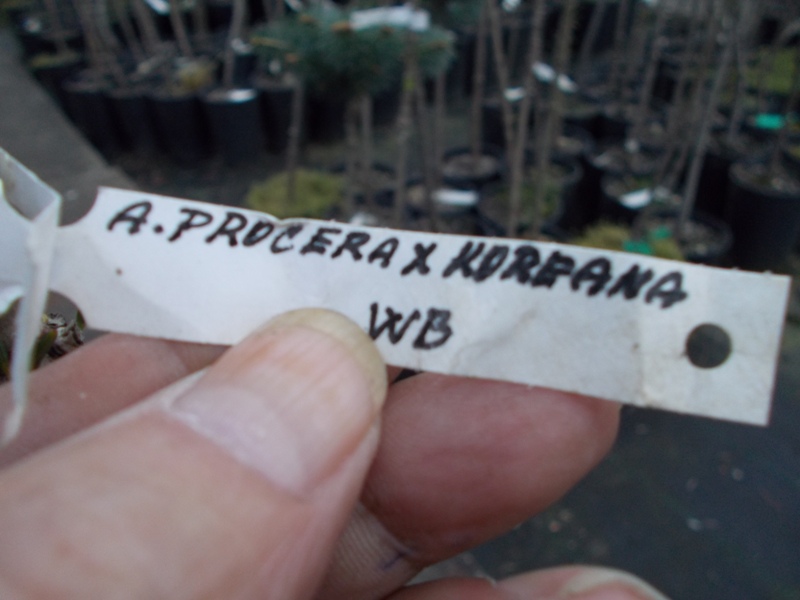 A. PROCERA X KOREANA
WB